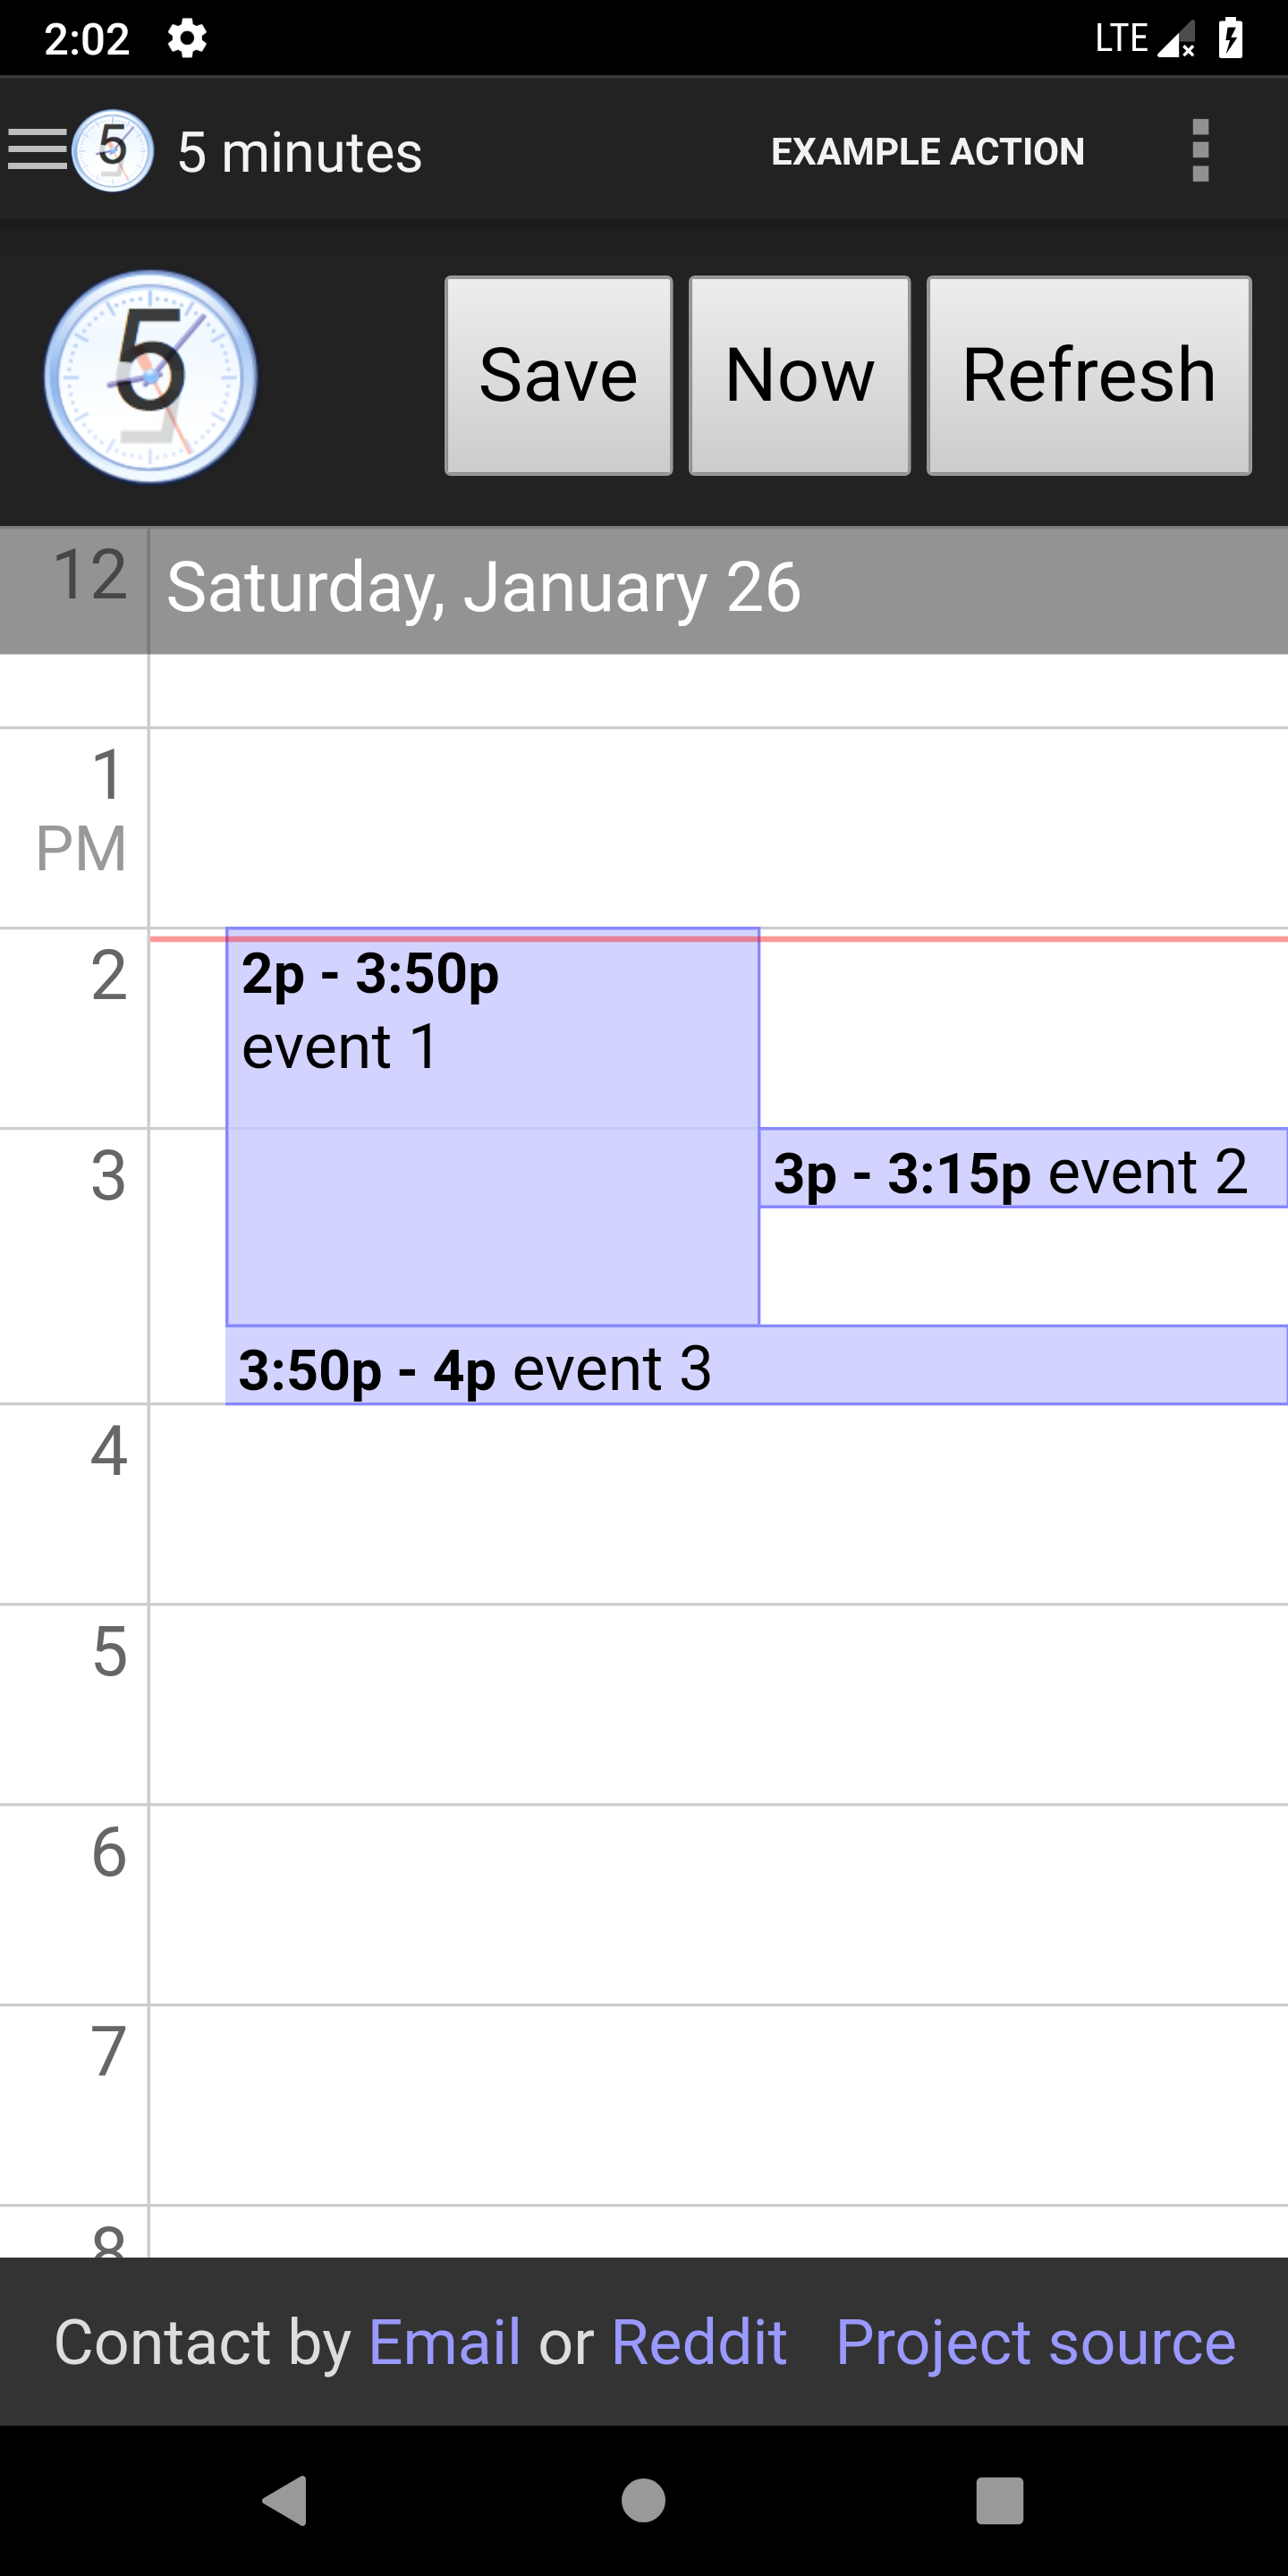 2:02 LTE
5 5 minutes EXAMPLE ACTION
5 Save Now Refresh
12 Saturday, January 26
1
PM
2 2p - 3:50p
event 1
3 3p - 3:15p event 2
3:50p - 4p event 3
4
5
6
7
8
Contact by Email or Reddit Project source